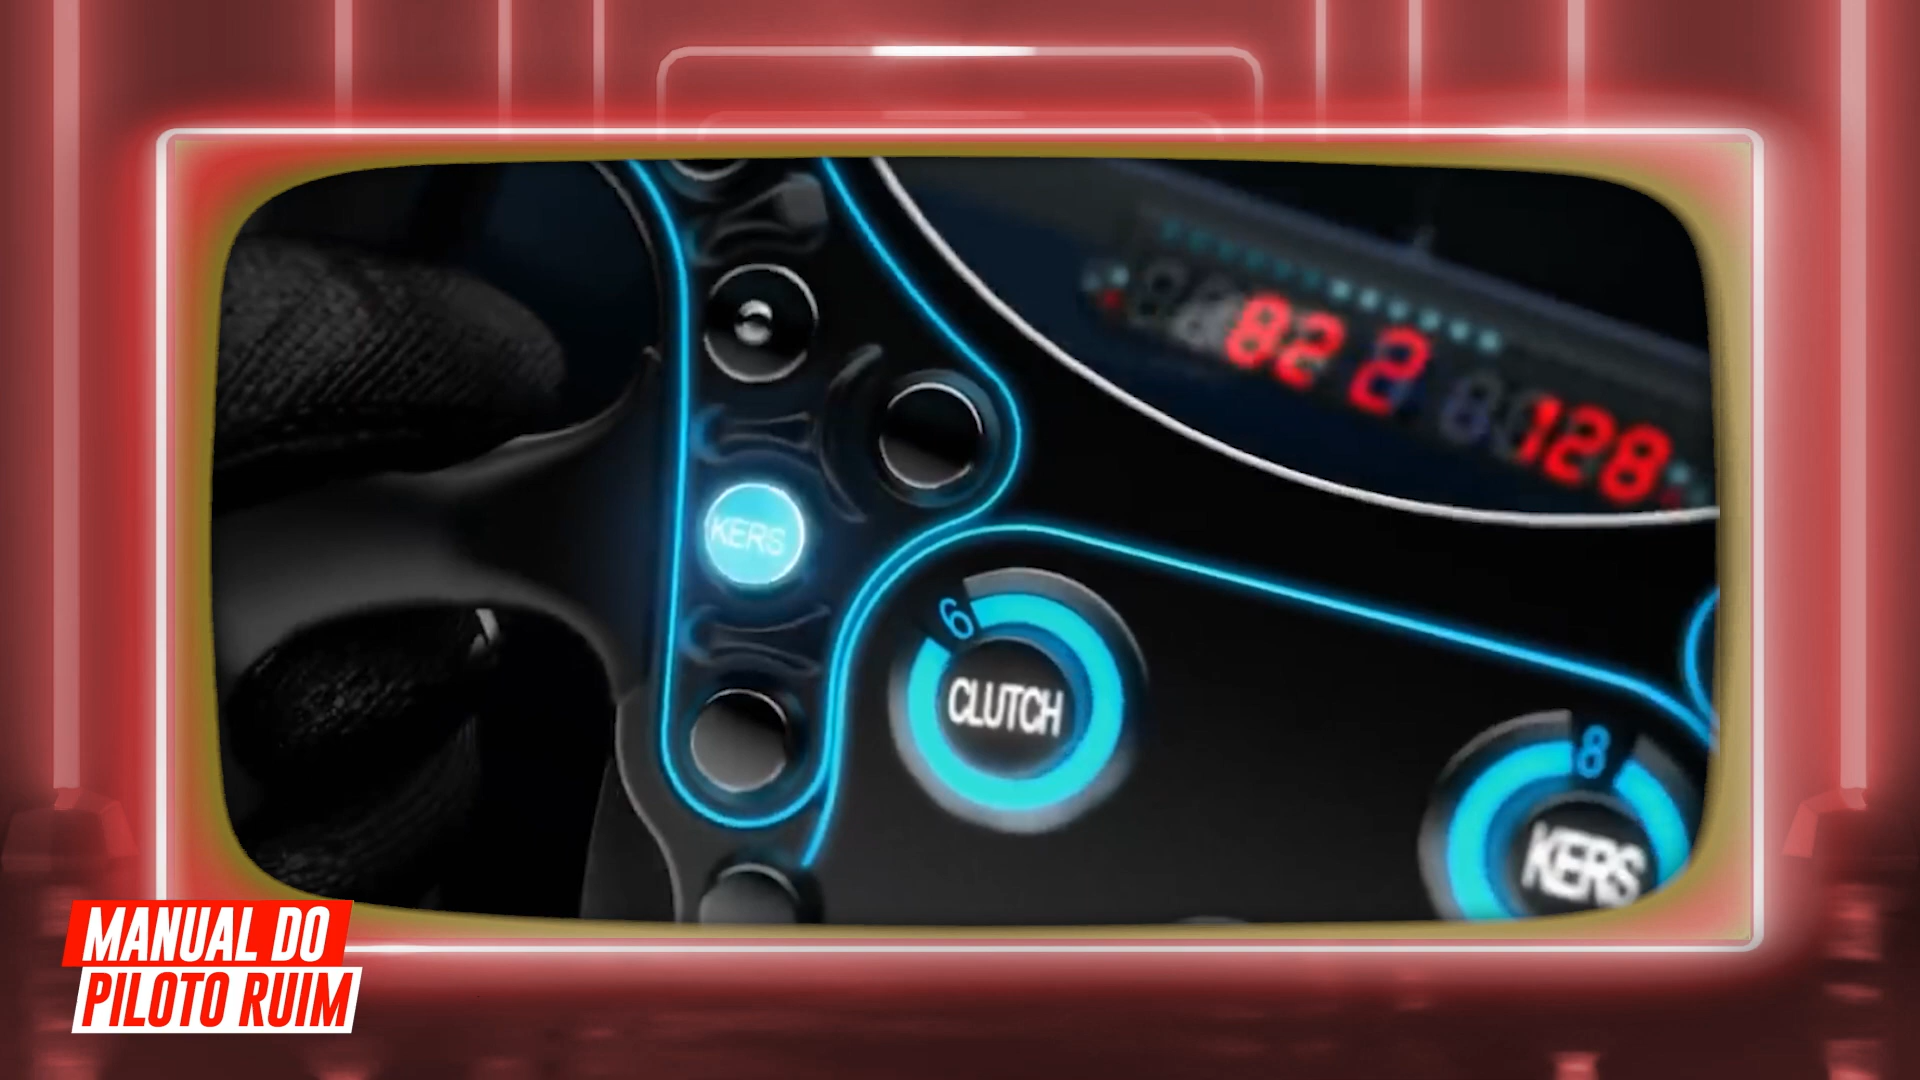 82 2 128
KERS
6
CLUTCH
8
KERS
MANUAL DO
PILOTO RUIM